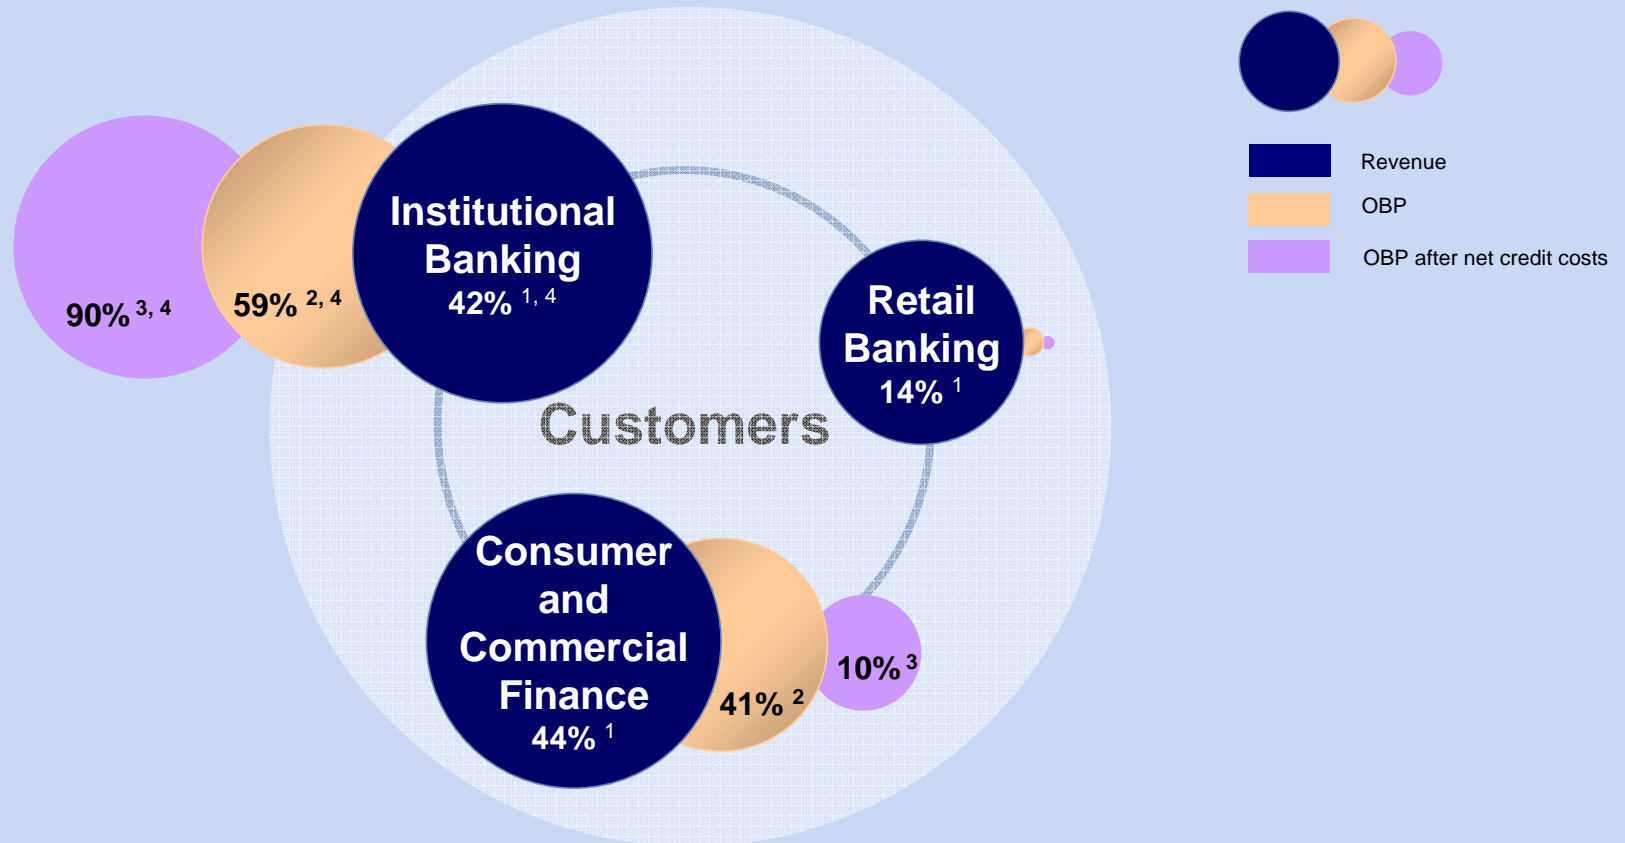 Institutional
Banking
42% 1, 4
59% 2, 4
90% 3, 4
Retail
Banking
14% 1
Customers
Consumer
and
Commercial
Finance
44% 1
41% 2
10% 3
Revenue
OBP
OBP after net credit costs